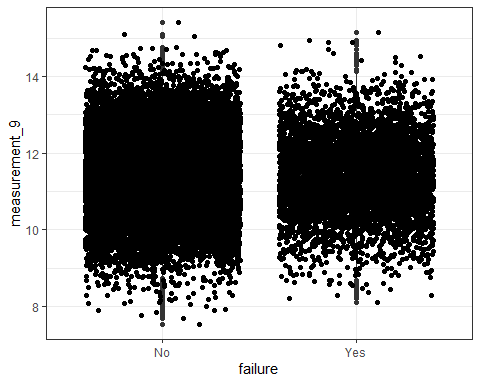 measurement_9
14
12
10
8
No
Yes
failure